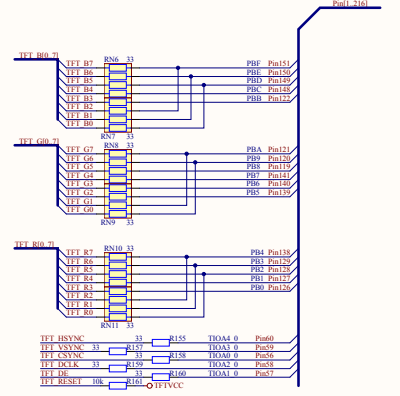 Pin[1..216]
TFT_B[0..7]
RN6 33
TFT_B7 PBF Pin151
TFT_B6 PBE Pin150
TFT_B5 PBD Pin149
TFT_B4 PBC Pin148
TFT_B3 PBB Pin122
TFT_B2
TFT_B1
TFT_B0
RN7 33
TFT_G[0..7]
RN8 33
TFT_G7 PBA Pin121
TFT_G6 PB9 Pin120
TFT_G5 PB8 Pin119
TFT_G4 PB7 Pin141
TFT_G3 PB6 Pin140
TFT_G2 PB5 Pin139
TFT_G1
TFT_G0
RN9 33
TFT_R[0..7]
RN10 33
TFT_R7 PB4 Pin138
TFT_R6 PB3 Pin129
TFT_R5 PB2 Pin128
TFT_R4 PB1 Pin127
TFT_R3 PB0 Pin126
TFT_R2
TFT_R1
TFT_R0
RN11 33
TFT_HSYNC 33 R155 TIOA4_0 Pin60
TFT_VSYNC 33 R157 TIOA3_0 Pin59
TFT_CSYNC 33 R158 TIOA0_0 Pin56
TFT_DCLK 33 R159 TIOA2_0 Pin58
TFT_DE 33 R160 TIOA1_0 Pin57
TFT_RESET 10k R161 TFTVCC